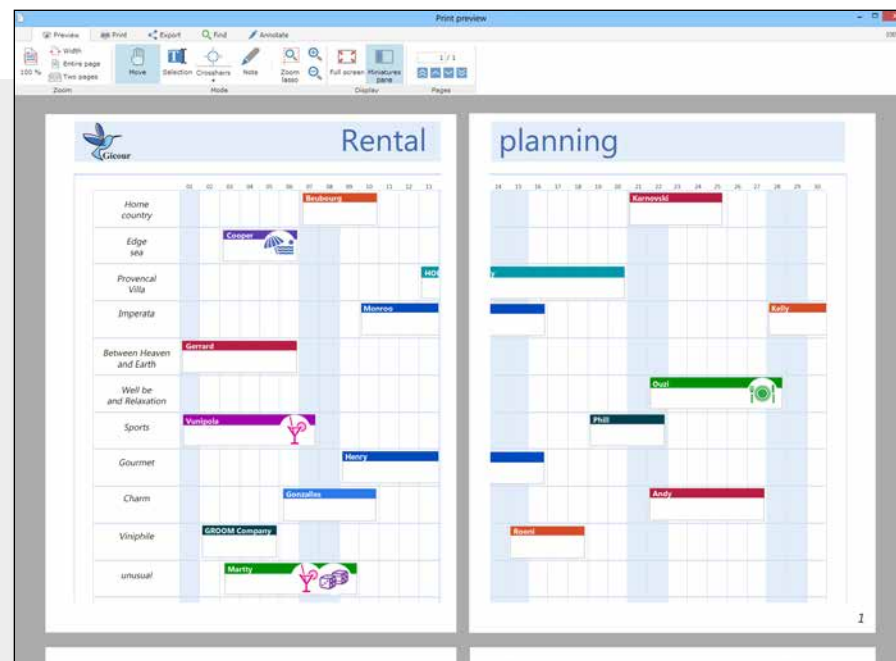 Print preview
Preview Print Export Find Annotate
100 %
Width
Entire page
Two pages
Zoom
Move
Selection
Crosshairs
Note
Zoom
(lasso)
Mode
Full screen
Miniatures
pane
Display
1 / 1
Pages
Gicour
Rental planning
01 02 03 04 05 06 07 08 09 10 11 12 13 14 15 16 17 18 19 20 21 22 23 24 25 26 27 28 29 30
Home
country
Beubourg
Karnovski
Edge
sea
Cooper
Provencal
Villa
Imperata
Monroo
Kelly
Between Heaven
and Earth
Gerrard
Well be
and Relaxation
Ouzi
Sports
Vunipola
Phill
Gourmet
Henry
Charm
Gonzalles
Andy
Viniphile
GROOM Company
Rooni
unusual
Martty
1